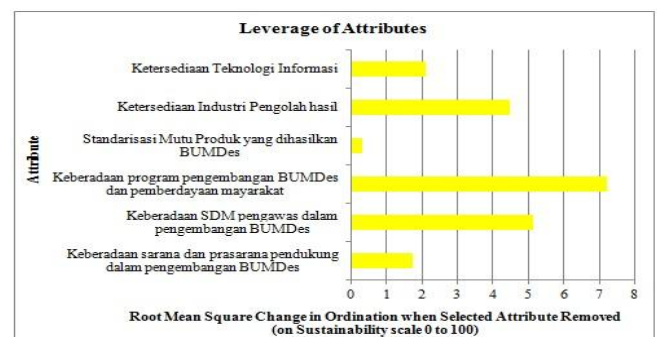 Leverage of Attributes
Attribute
Ketersediaan Teknologi Informasi
Ketersediaan Industri Pengolah hasil
Standarisasi Mutu Produk yang dihasilkan
BUMDes
Keberadaan program pengembangan BUMDes
dan pemberdayaan mayarakat
Keberadaan SDM pengawas dalam
pengembangan BUMDes
Keberadaan sarana dan prasarana pendukung
dalam pengembangan BUMDes
0 1 2 3 4 5 6 7 8
Root Mean Square Change in Ordination when Selected Attribute Removed
(on Sustainability scale 0 to 100)